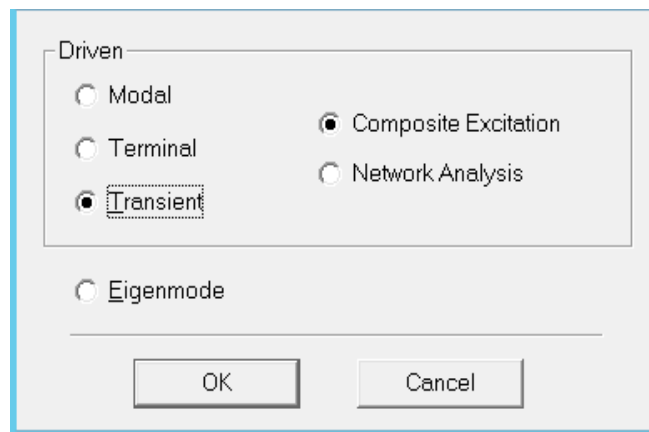 Driven
Modal
Terminal
Transient
Composite Excitation
Network Analysis
Eigenmode
OK
Cancel